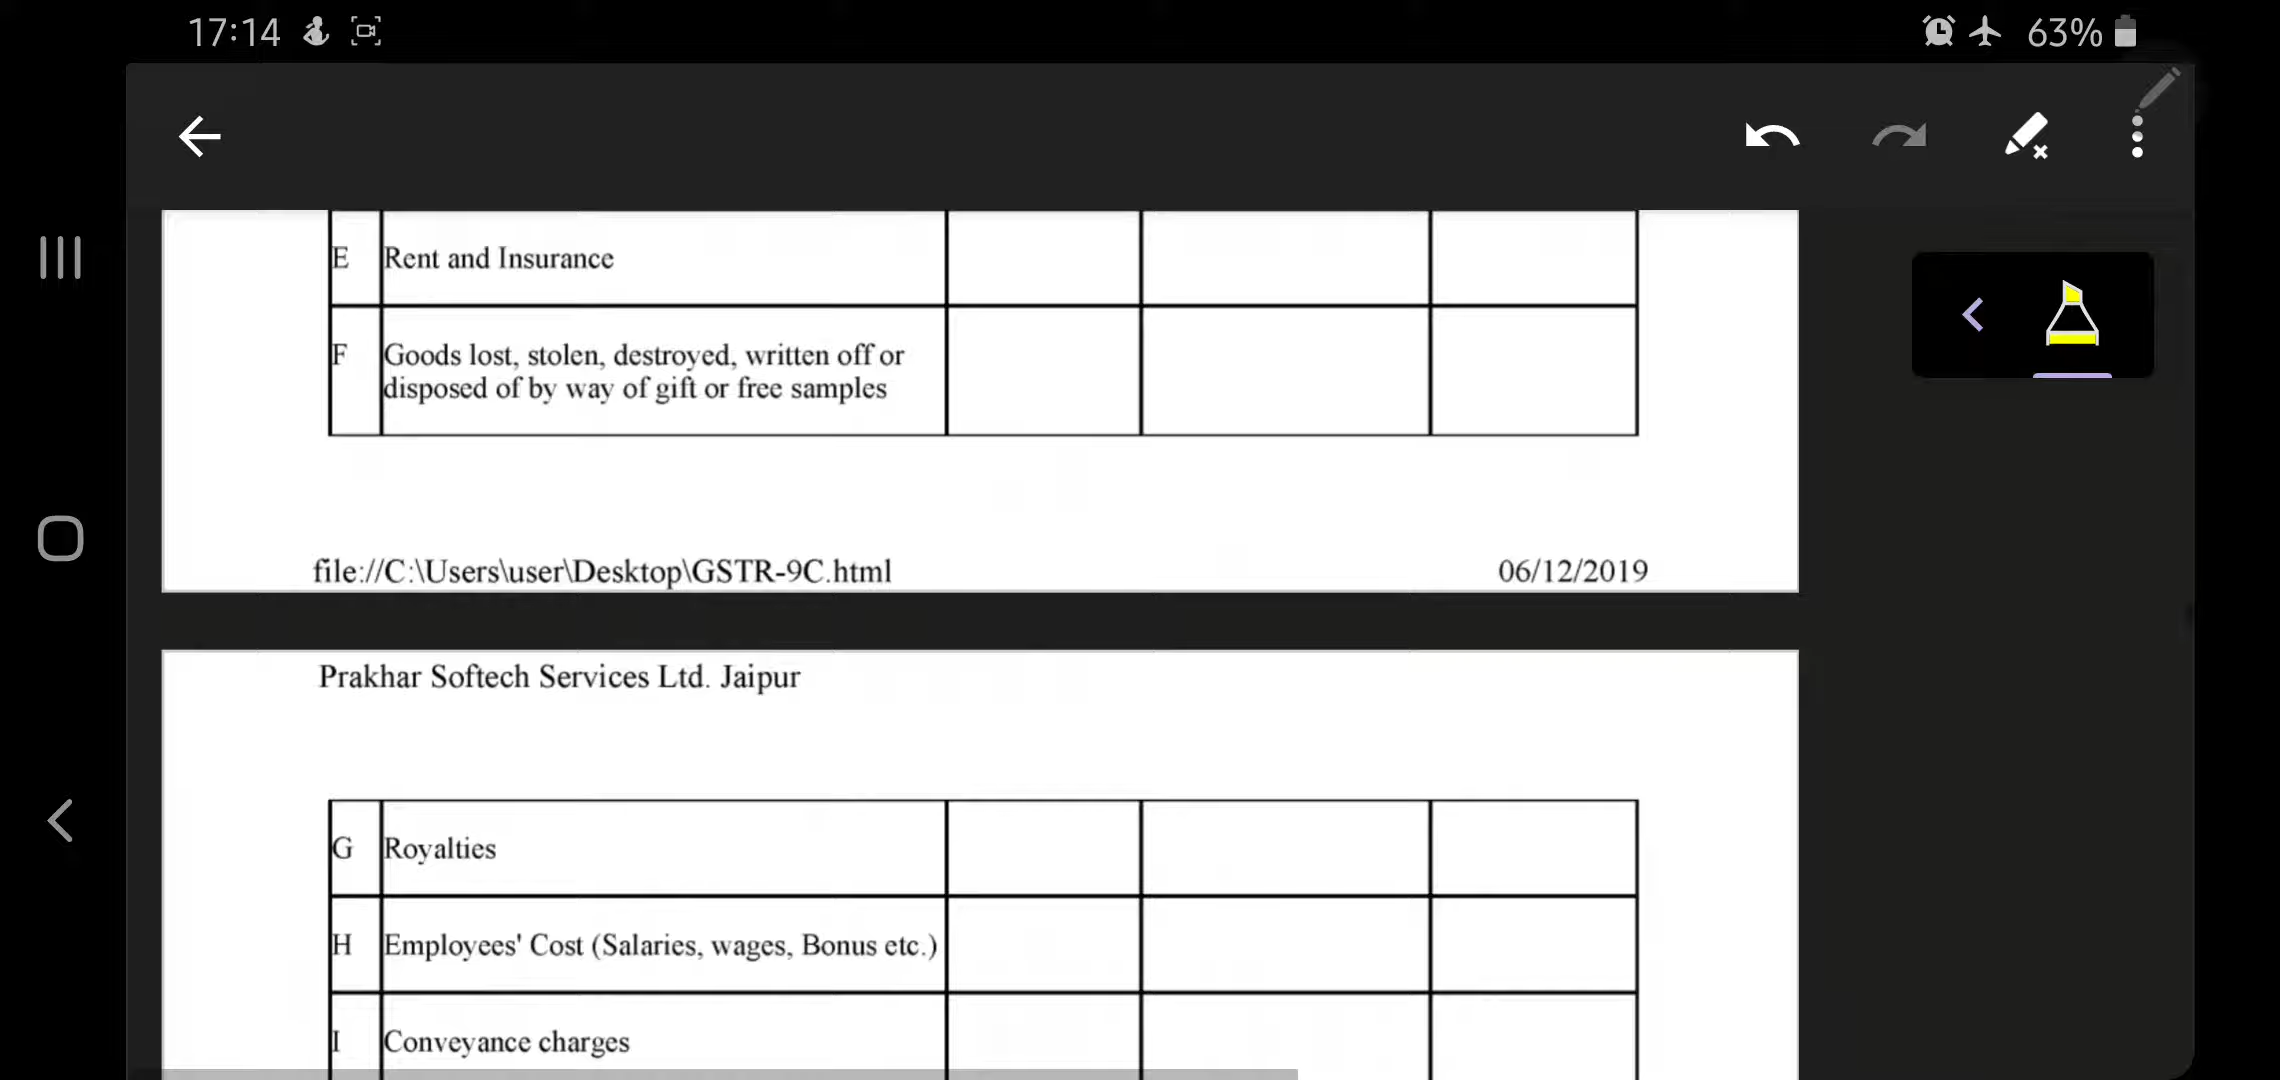 17:14
63%
E Rent and Insurance
F Goods lost, stolen, destroyed, written off or
disposed of by way of gift or free samples
file://C:\Users\user\Desktop\GSTR-9C.html 06/12/2019
Prakhar Softech Services Ltd. Jaipur
G Royalties
H Employees' Cost (Salaries, wages, Bonus etc.)
I Conveyance charges